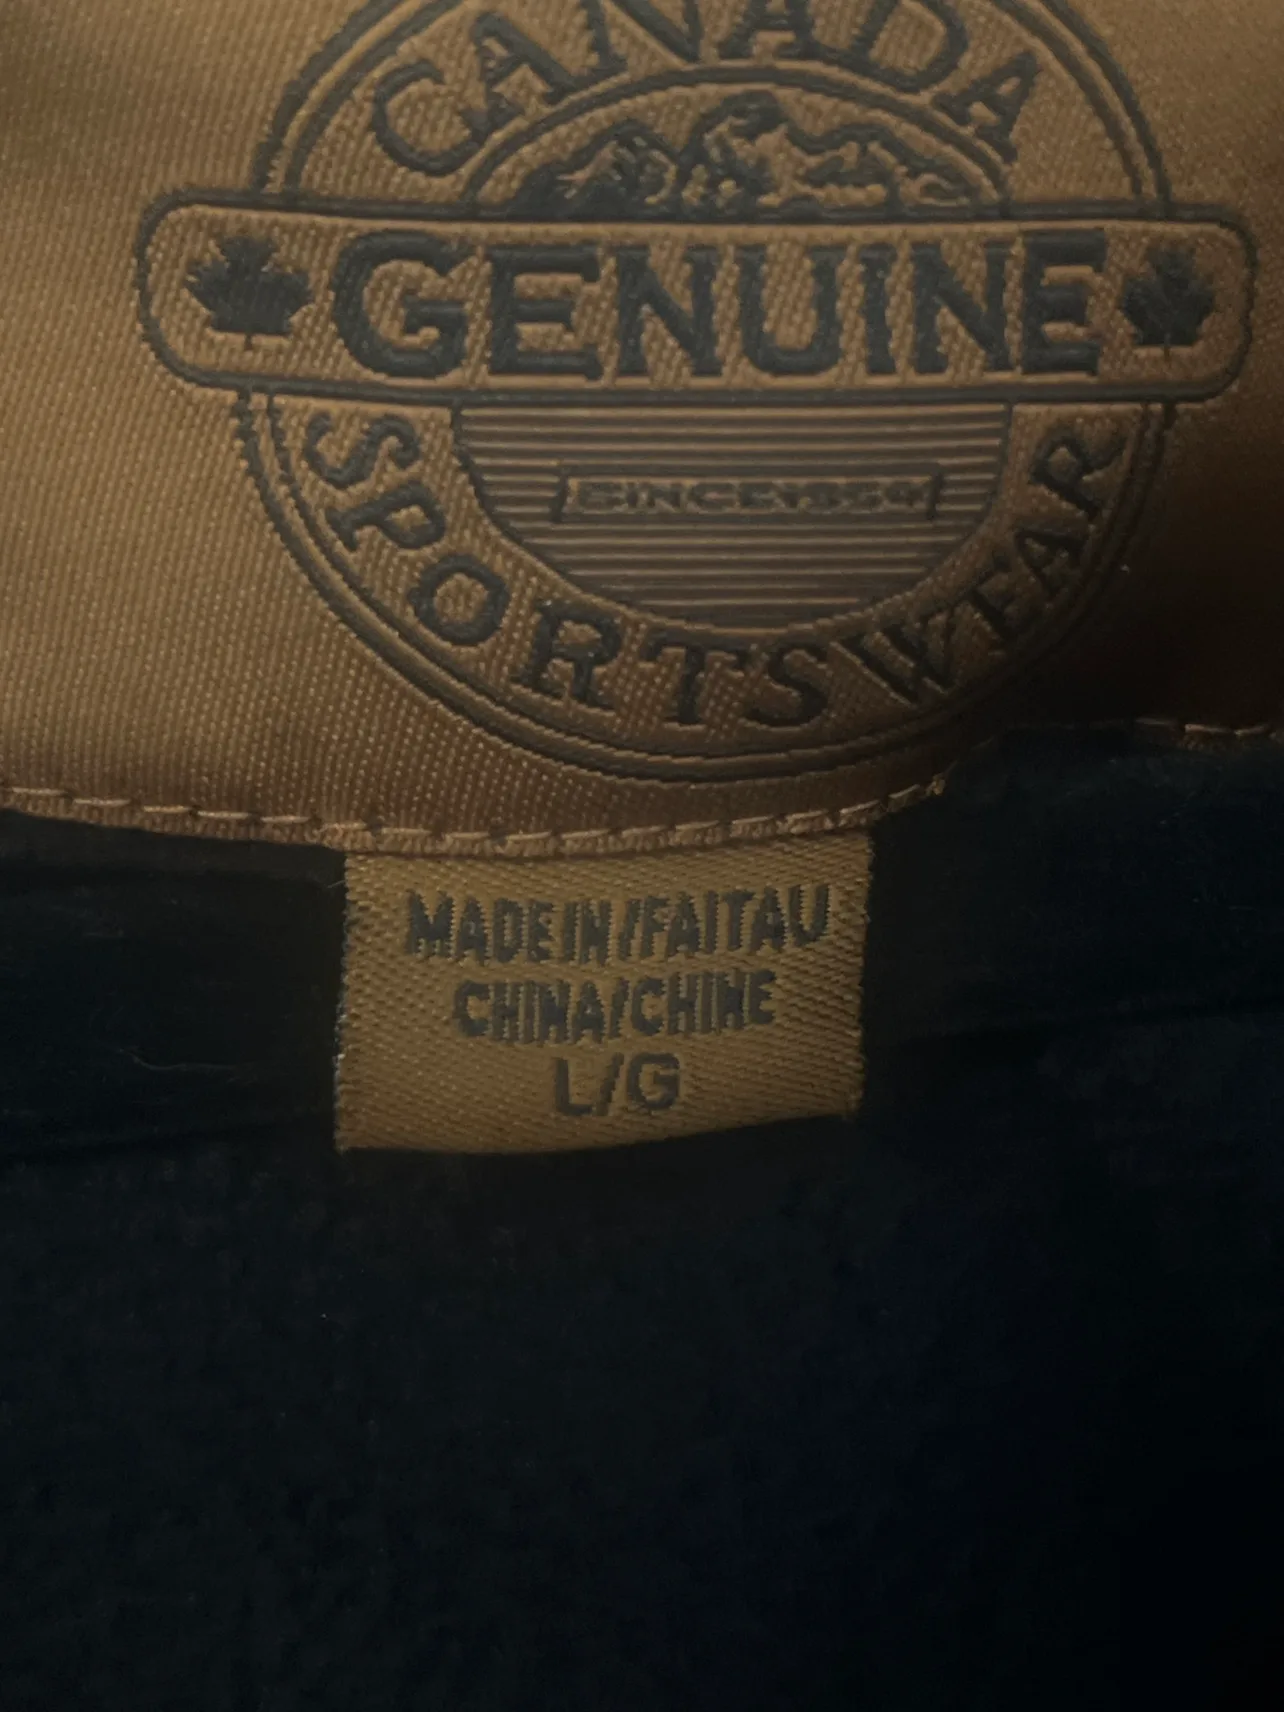 CANADA
GENUINE
SPORTSWEAR
MADE IN/FAIT AU
CHINA/CHINE
L/G